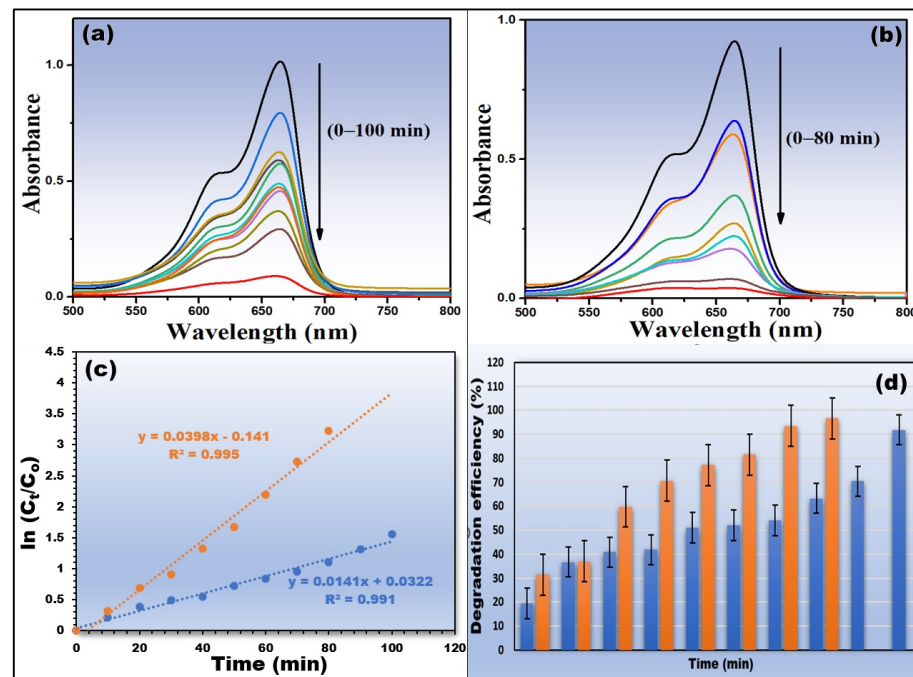 (a)
1.0
0.5
0.0
Absorbance
(0–100 min)
500 550 600 650 700 750 800
Wavelength (nm)
(b)
1.0
0.5
0.0
Absorbance
(0–80 min)
500 550 600 650 700 750 800
Wavelength (nm)
(c)
4.5
4
3.5
3
2.5
2
1.5
1
0.5
0
ln (Cₜ/Cₒ)
y = 0.0398x - 0.141
R² = 0.995
y = 0.0141x + 0.0322
R² = 0.991
0 20 40 60 80 100 120
Time (min)
(d)
120
110
100
90
80
70
60
50
40
30
20
10
0
Degradation efficiency (%)
Time (min)